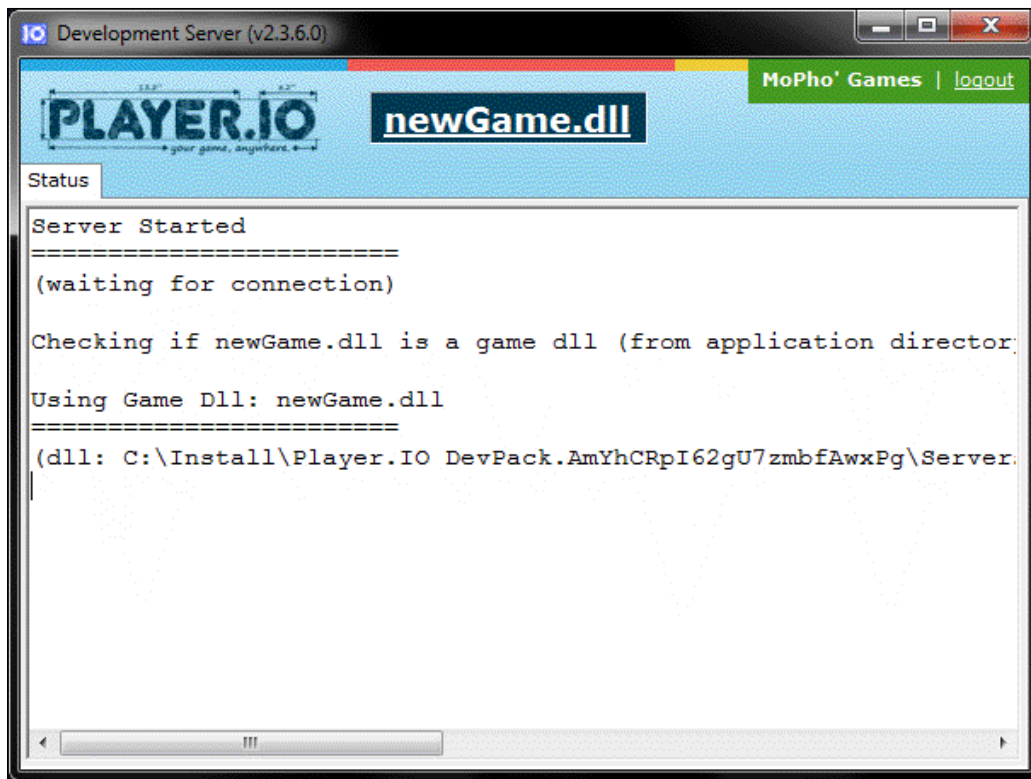 Development Server (v2.3.6.0)
MoPho' Games | logout
PLAYER.IO
your game, anywhere.
newGame.dll
Status
Server Started
========================
(waiting for connection)
Checking if newGame.dll is a game dll (from application director
Using Game Dll: newGame.dll
========================
(dll: C:\Install\Player.IO DevPack.AmYhCRpI62gU7zmbfAwxPg\Server